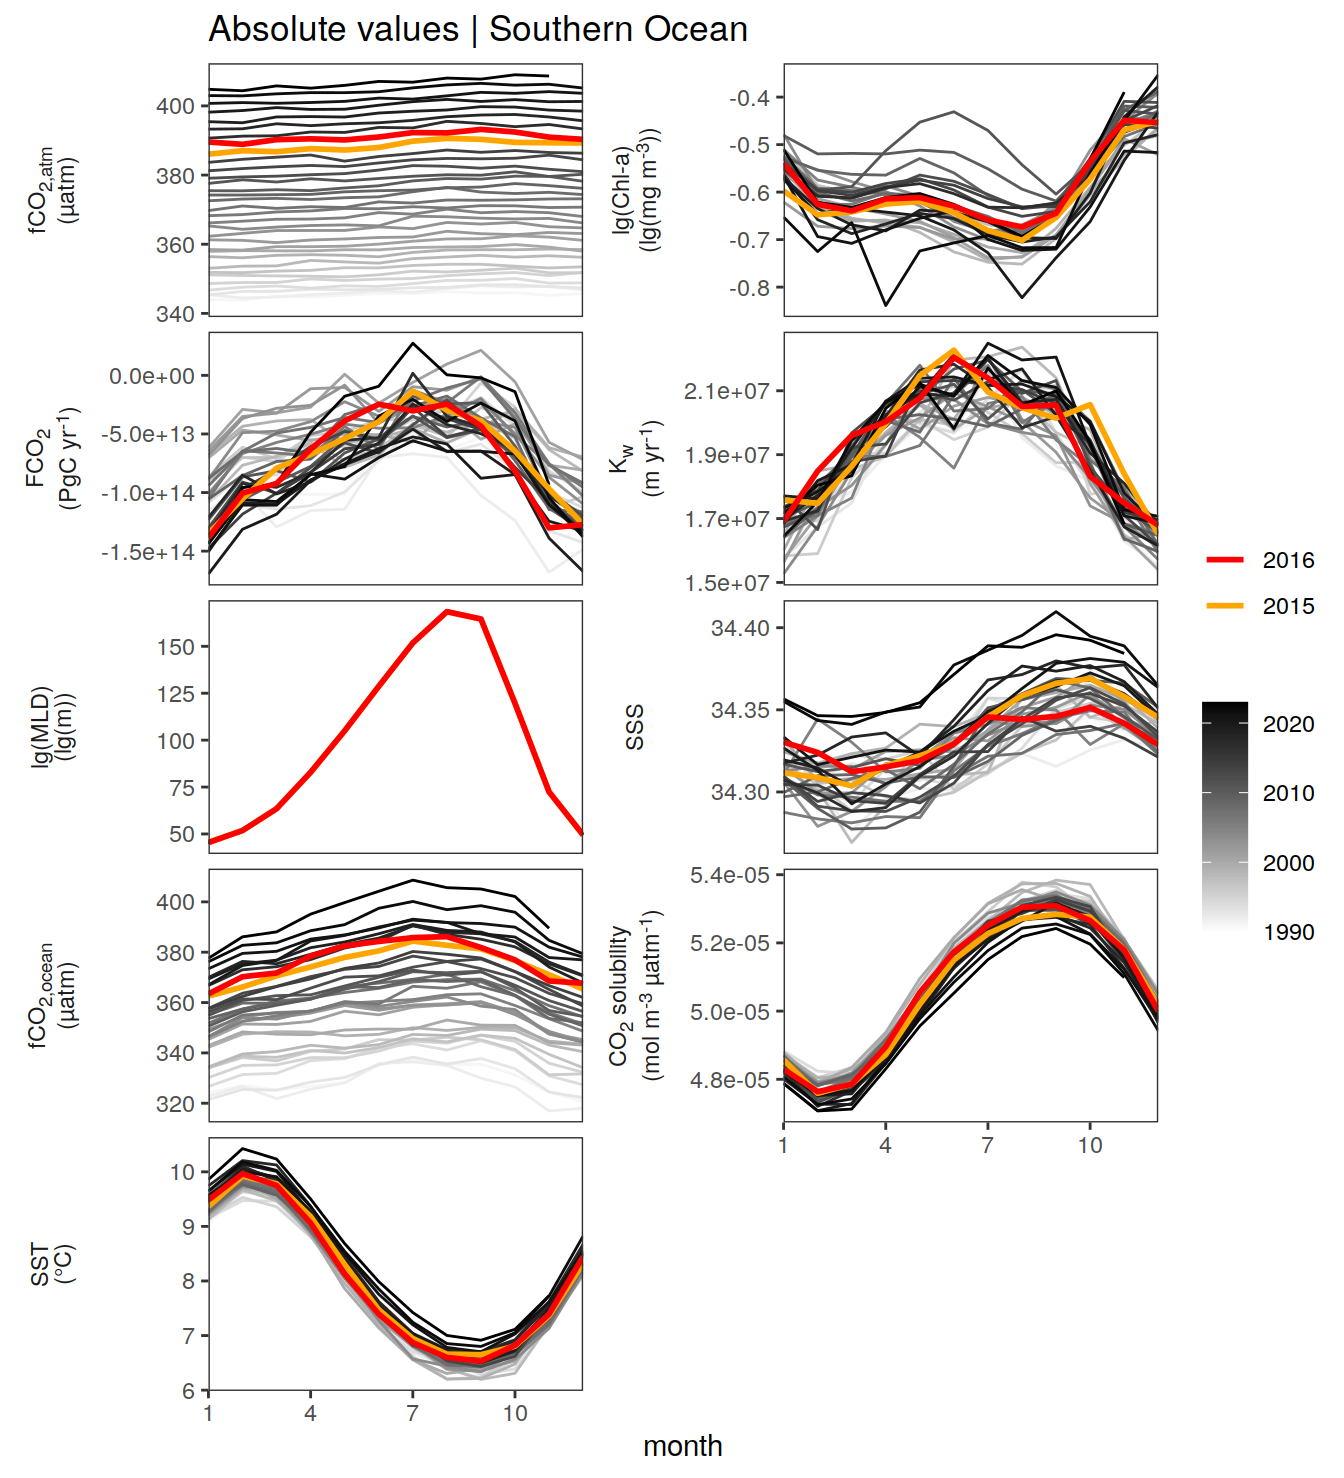 Absolute values | Southern Ocean
fCO2,atm
(µatm)
400
380
360
340
lg(Chl-a)
(lg(mg m-3))
-0.4
-0.5
-0.6
-0.7
-0.8
FCO2
(PgC yr-1)
0.0e+00
-5.0e+13
-1.0e+14
-1.5e+14
Kw
(m yr-1)
2.1e+07
1.9e+07
1.7e+07
1.5e+07
lg(MLD)
(lg(m))
150
125
100
75
50
SSS
34.40
34.35
34.30
fCO2,ocean
(µatm)
400
380
360
340
320
CO2 solubility
(mol m-3 µatm-1)
5.4e-05
5.2e-05
5.0e-05
4.8e-05
1 4 7 10
SST
(°C)
10
9
8
7
6
1 4 7 10
month
2016
2015
2020
2010
2000
1990